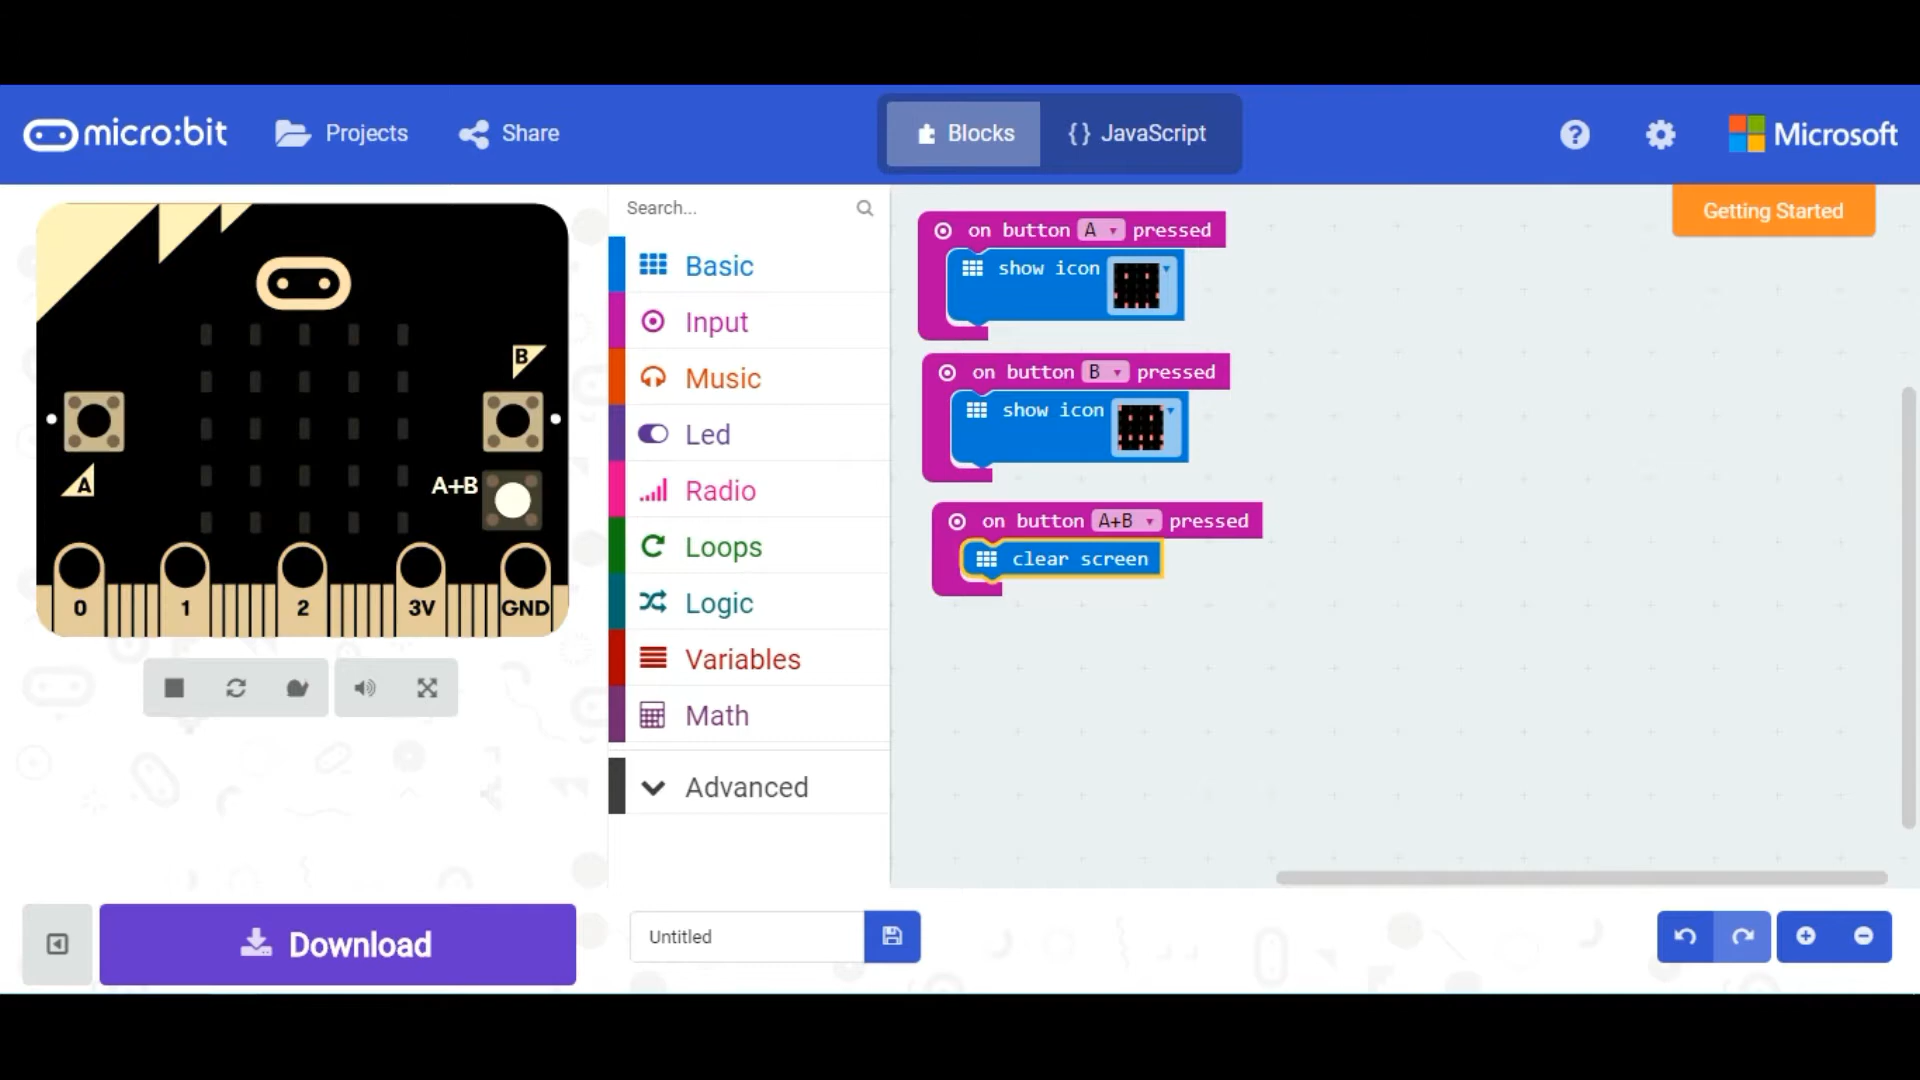 micro:bit
Projects
Share
Blocks
{} JavaScript
?
Microsoft
Getting Started
Search...
Basic
Input
Music
Led
Radio
Loops
Logic
Variables
Math
Advanced
B
A
A+B
0
1
2
3V
GND
on button A pressed
show icon
on button B pressed
show icon
on button A+B pressed
clear screen
Download
Untitled